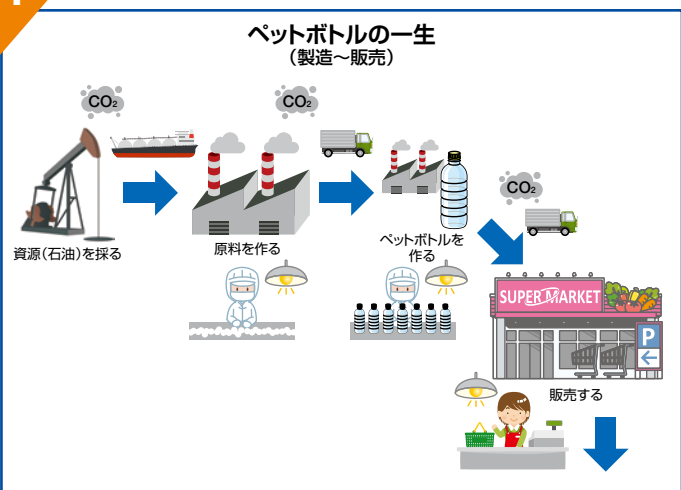 ペットボトルの一生
(製造～販売)
CO₂
CO₂
CO₂
資源(石油)を採る
原料を作る
ペットボトルを
作る
SUPER MARKET
P
販売する